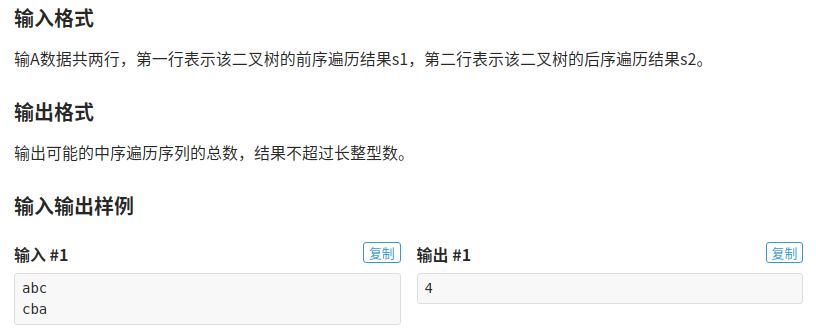 输入格式
输A数据共两行，第一行表示该二叉树的前序遍历结果s1，第二行表示该二叉树的后序遍历结果s2。
输出格式
输出可能的中序遍历序列的总数，结果不超过长整型数。
输入输出样例
输入 #1
复制
abc
cba
输出 #1
复制
4